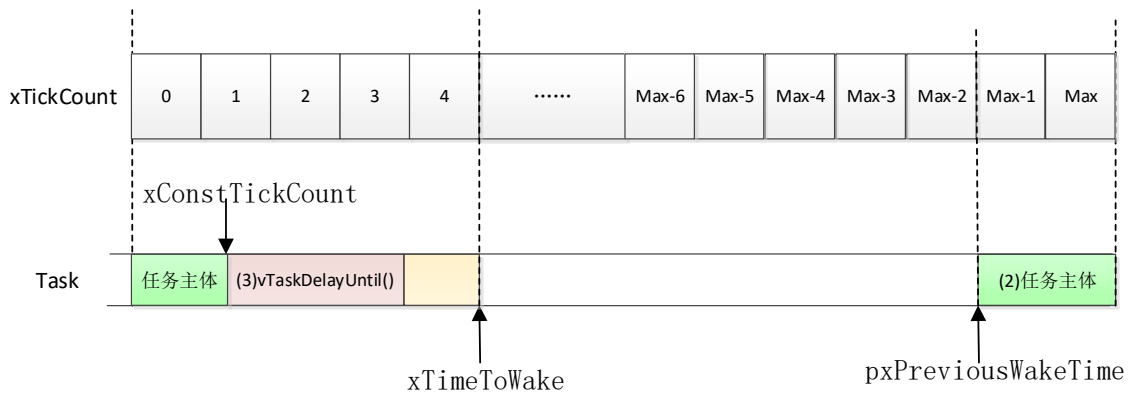 xTickCount 0 1 2 3 4 …… Max-6 Max-5 Max-4 Max-3 Max-2 Max-1 Max
xConstTickCount
Task 任务主体 (3)vTaskDelayUntil() (2)任务主体
xTimeToWake pxPreviousWakeTime